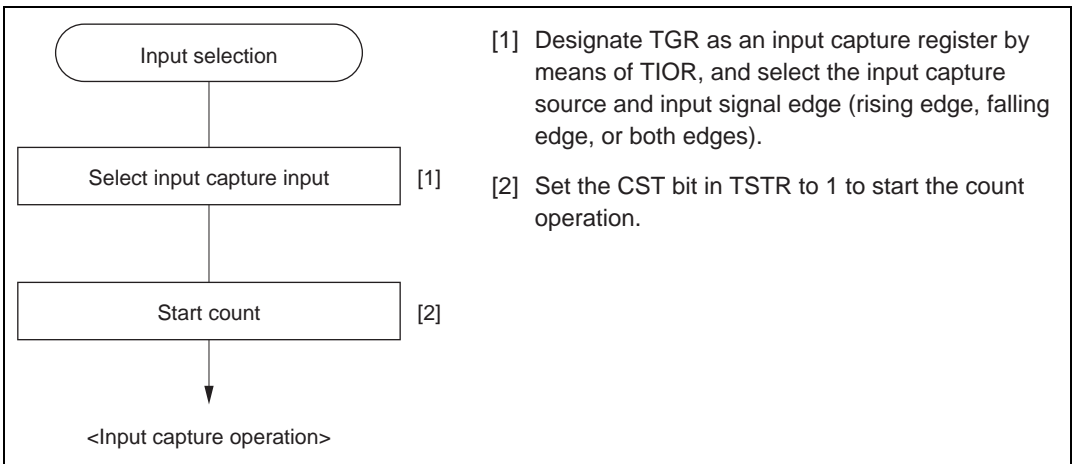 Input selection
Select input capture input
[1]
Start count
[2]
<Input capture operation>
[1] Designate TGR as an input capture register by
means of TIOR, and select the input capture
source and input signal edge (rising edge, falling
edge, or both edges).
[2] Set the CST bit in TSTR to 1 to start the count
operation.